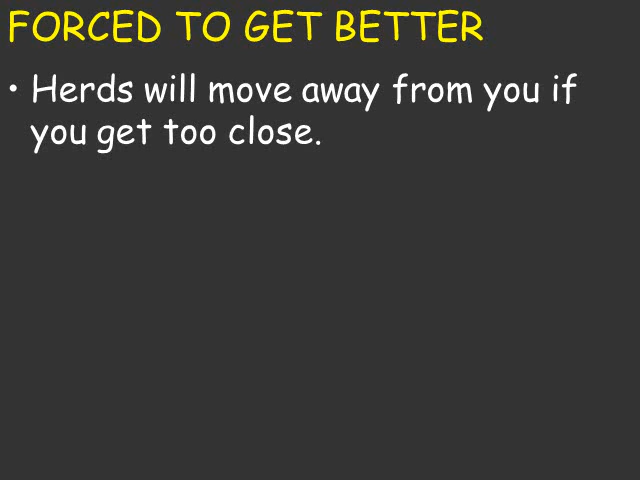 FORCED TO GET BETTER
• Herds will move away from you if
you get too close.